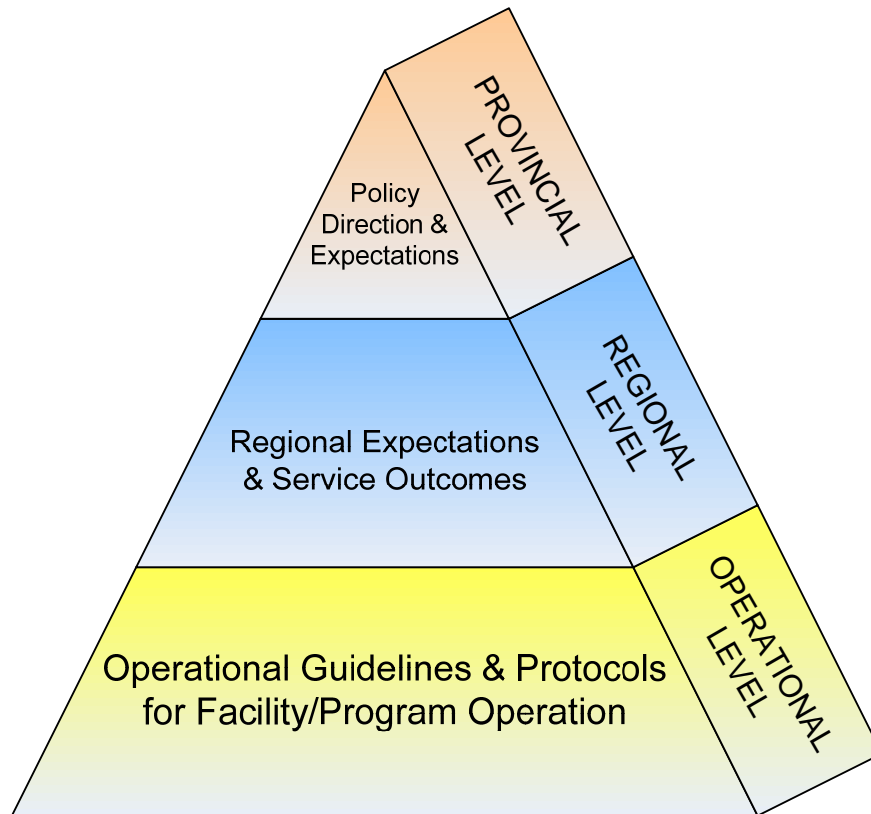 Policy
Direction &
Expectations
PROVINCIAL
LEVEL
Regional Expectations
& Service Outcomes
REGIONAL
LEVEL
Operational Guidelines & Protocols
for Facility/Program Operation
OPERATIONAL
LEVEL